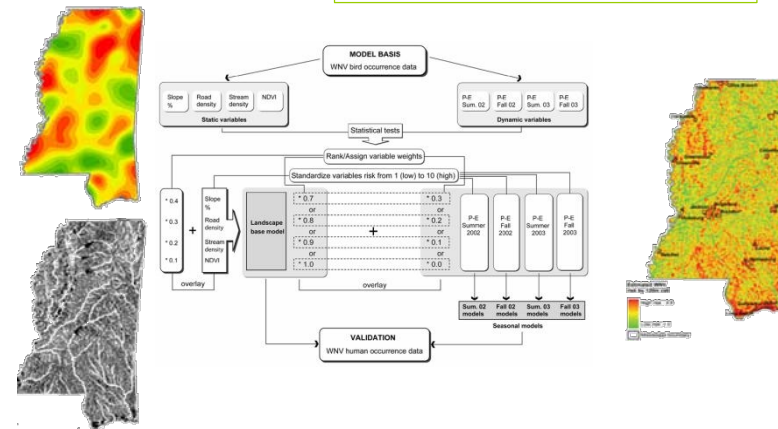 MODEL BASIS
WNV bird occurrence data
Slope %
Road density
Stream density
NDVI
Static variables
P-E Sum. 02
P-E Fall 02
P-E Sum. 03
P-E Fall 03
Dynamic variables
Statistical tests
Rank/Assign variable weights
Standardize variables risk from 1 (low) to 10 (high)
* 0.4
* 0.3
* 0.2
* 0.1
+
Slope %
Road density
Stream density
NDVI
overlay
Landscape base model
* 0.7
or
* 0.8
or
* 0.9
or
* 1.0
+
* 0.3
or
* 0.2
or
* 0.1
or
* 0.0
overlay
P-E Summer 2002
P-E Fall 2002
P-E Summer 2003
P-E Fall 2003
Sum. 02 models
Fall 02 models
Sum. 03 models
Fall 03 models
Seasonal models
VALIDATION
WNV human occurrence data